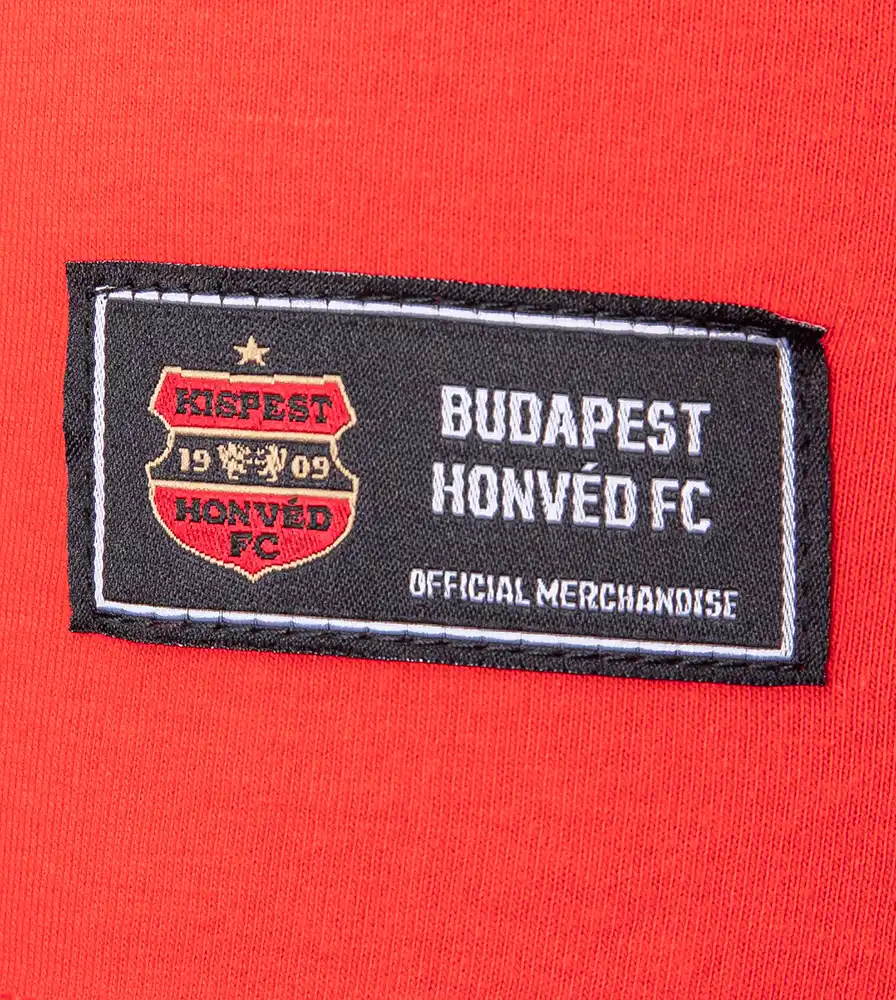 KISPEST
19 09
HONVÉD
FC
BUDAPEST
HONVÉD FC
OFFICIAL MERCHANDISE